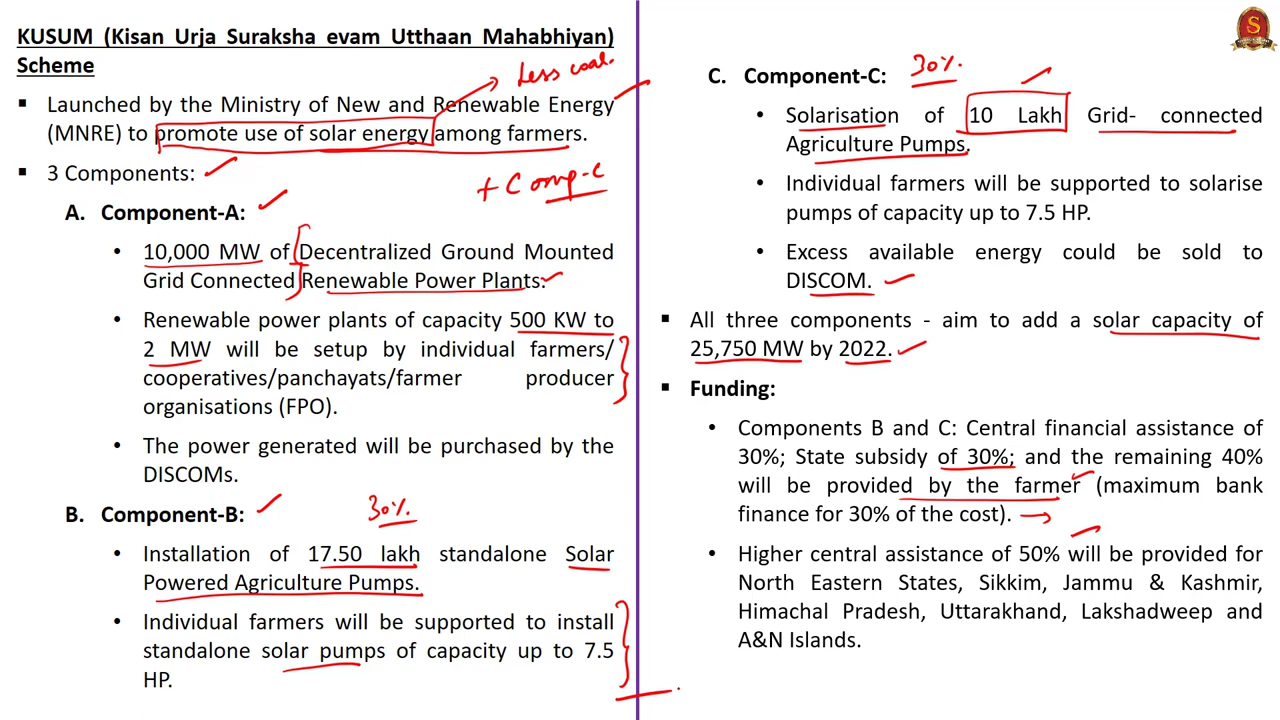 KUSUM (Kisan Urja Suraksha evam Utthaan Mahabhiyan)
Scheme
Less coal.
▪ Launched by the Ministry of New and Renewable Energy
(MNRE) to promote use of solar energy among farmers.
▪ 3 Components:
+ Comp-C
A. Component-A:
• 10,000 MW of Decentralized Ground Mounted
Grid Connected Renewable Power Plants.
• Renewable power plants of capacity 500 KW to
2 MW will be setup by individual farmers/
cooperatives/panchayats/farmer producer
organisations (FPO).
• The power generated will be purchased by the
DISCOMs.
B. Component-B:
30%.
• Installation of 17.50 lakh standalone Solar
Powered Agriculture Pumps.
• Individual farmers will be supported to install
standalone solar pumps of capacity up to 7.5
HP.
C. Component-C:
30%.
• Solarisation of 10 Lakh Grid- connected
Agriculture Pumps.
• Individual farmers will be supported to solarise
pumps of capacity up to 7.5 HP.
• Excess available energy could be sold to
DISCOM.
▪ All three components - aim to add a solar capacity of
25,750 MW by 2022.
▪ Funding:
• Components B and C: Central financial assistance of
30%; State subsidy of 30%; and the remaining 40%
will be provided by the farmer (maximum bank
finance for 30% of the cost).
• Higher central assistance of 50% will be provided for
North Eastern States, Sikkim, Jammu & Kashmir,
Himachal Pradesh, Uttarakhand, Lakshadweep and
A&N Islands.
S